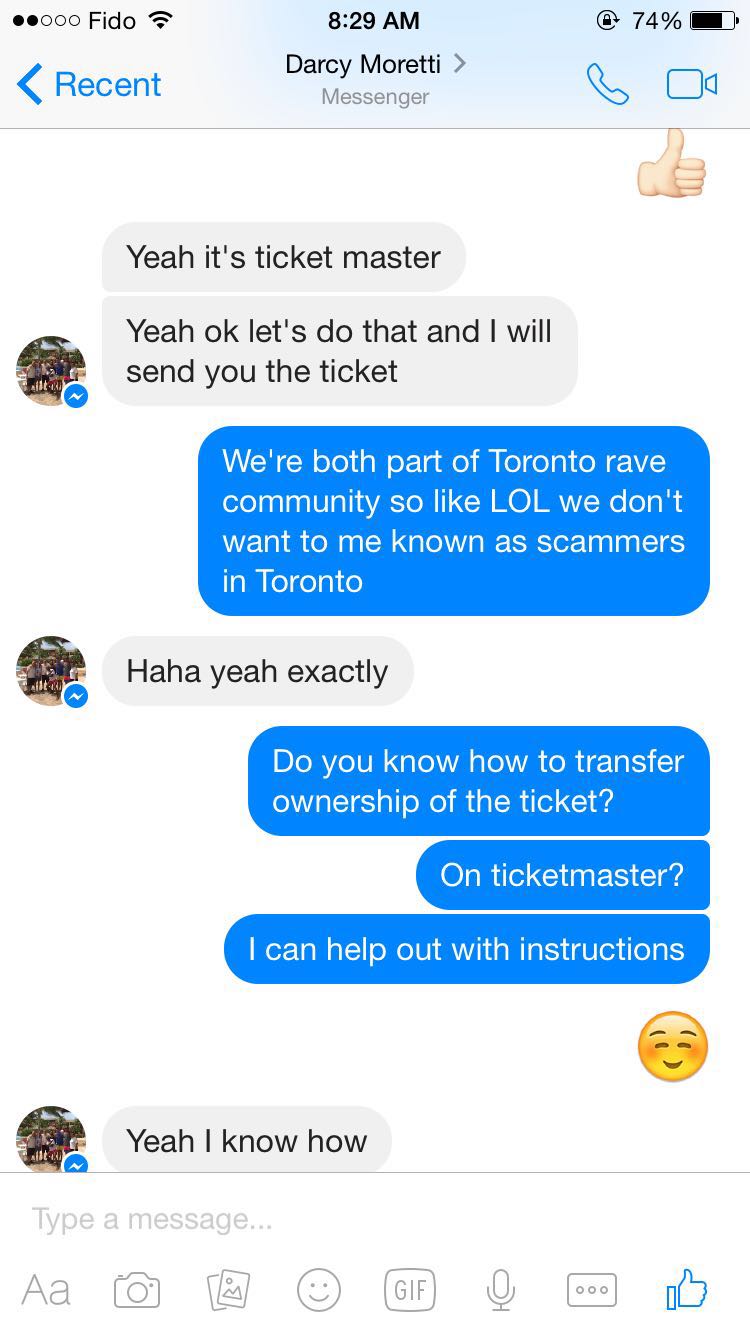 Fido 8:29 AM 74%
Recent Darcy Moretti
Messenger
Yeah it's ticket master
Yeah ok let's do that and I will
send you the ticket
We're both part of Toronto rave
community so like LOL we don't
want to me known as scammers
in Toronto
Haha yeah exactly
Do you know how to transfer
ownership of the ticket?
On ticketmaster?
I can help out with instructions
Yeah I know how
Type a message...
Aa GIF